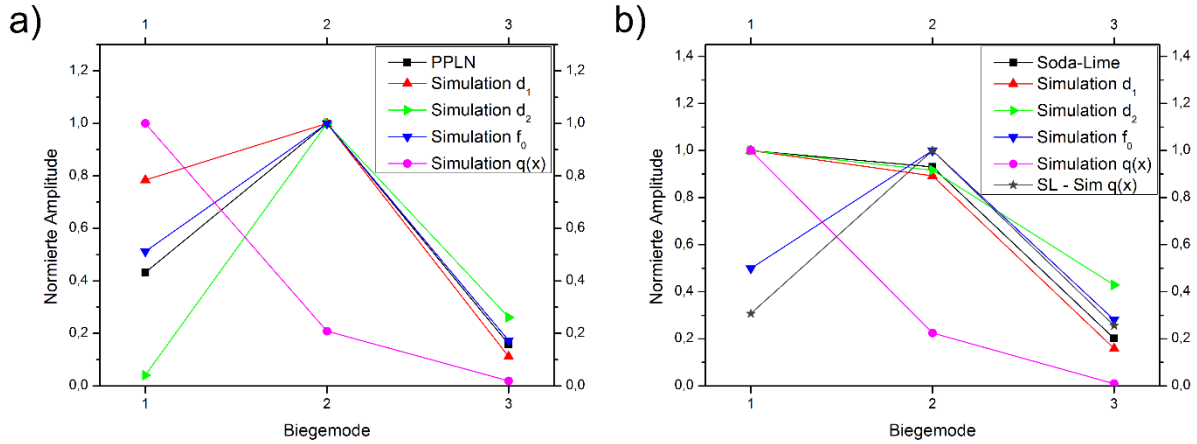 a)
1 2 3
Normierte Amplitude
1,2
1,0
0,8
0,6
0,4
0,2
0,0
PPLN
Simulation d1
Simulation d2
Simulation f0
Simulation q(x)
1,2
1,0
0,8
0,6
0,4
0,2
0,0
1 2 3
Biegemode
b)
1 2 3
Normierte Amplitude
1,4
1,2
1,0
0,8
0,6
0,4
0,2
0,0
Soda-Lime
Simulation d1
Simulation d2
Simulation f0
Simulation q(x)
SL - Sim q(x)
1,4
1,2
1,0
0,8
0,6
0,4
0,2
0,0
1 2 3
Biegemode